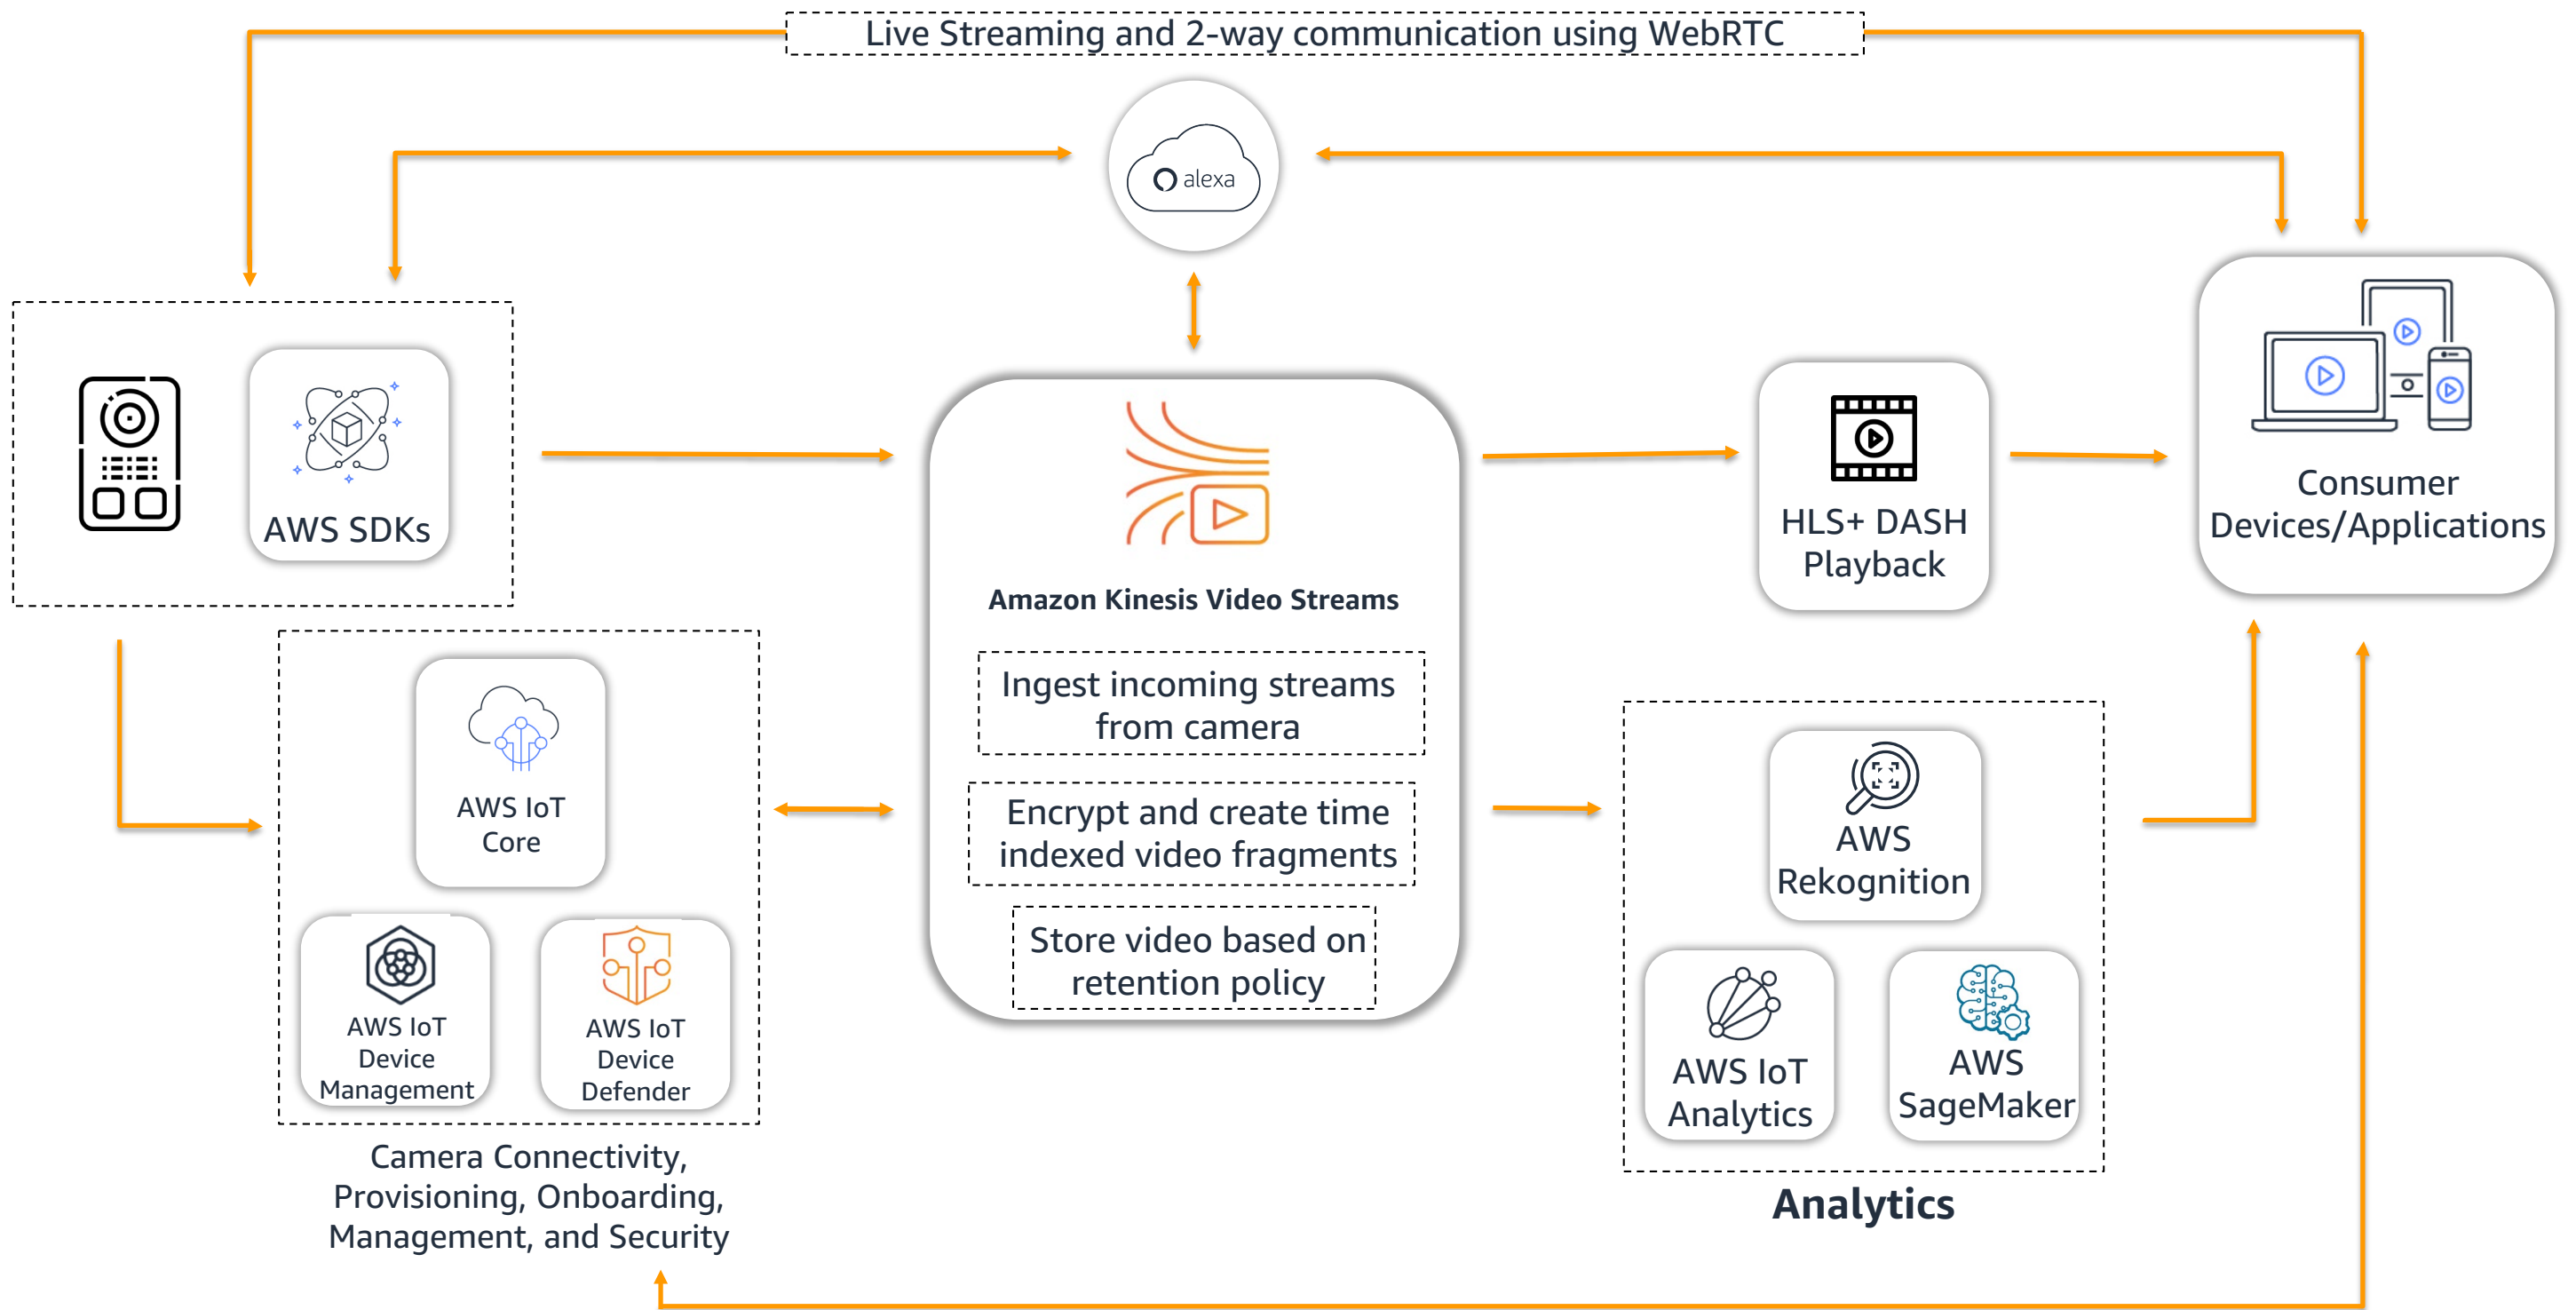 Live Streaming and 2-way communication using WebRTC
alexa
AWS SDKs
Amazon Kinesis Video Streams
Ingest incoming streams
from camera
Encrypt and create time
indexed video fragments
Store video based on
retention policy
HLS+ DASH
Playback
Consumer
Devices/Applications
AWS IoT
Core
AWS IoT
Device
Management
AWS IoT
Device
Defender
Camera Connectivity,
Provisioning, Onboarding,
Management, and Security
AWS
Rekognition
AWS IoT
Analytics
AWS
SageMaker
Analytics